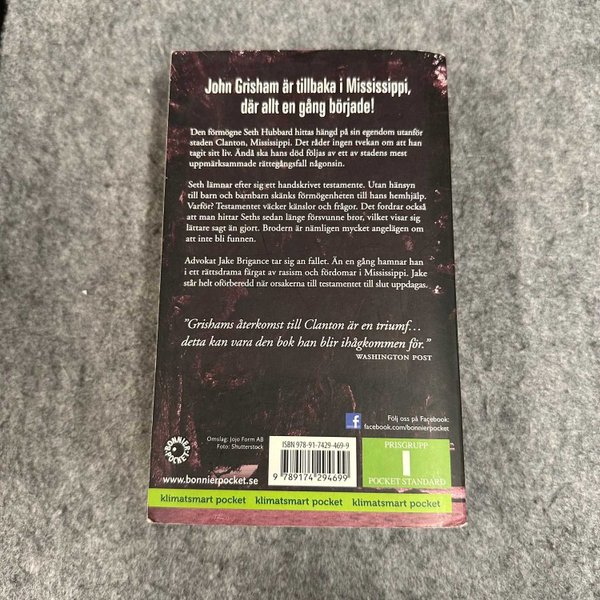 John Grisham är tillbaka i Mississippi,
där allt en gång började!
Den förmögne Seth Hubbard hittas hängd på sin egendom utanför
staden Clanton, Mississippi. Det råder ingen tvekan om att han
tagit sitt liv. Ändå ska hans död följas av ett av stadens mest
uppmärksammade rättegångsfall någonsin.
Seth lämnar efter sig ett handskrivet testamente. Utan hänsyn
till barn och barnbarn skänks förmögenheten till hans hemhjälp.
Varför? Testamentet väcker känslor och frågor. Det fordrar också
att man hittar Seths sedan länge försvunne bror, vilket visar sig
lättare sagt än gjort. Brodern är nämligen mycket angelägen om
att inte bli funnen.
Advokat Jake Brigance tar sig an fallet. Än en gång hamnar han
i ett rättsdrama färgat av rasism och fördomar i Mississippi. Jake
står helt oförberedd när orsakerna till testamentet till slut uppdagas.
”Grishams återkomst till Clanton är en triumf…
detta kan vara den bok han blir ihågkommen för.”
WASHINGTON POST
Följ oss på Facebook:
facebook.com/bonnierpocket
Omslag: Jojo Form AB
Foto: Shutterstock
BONNIER POCKET
www.bonnierpocket.se
ISBN 978-91-7429-469-9
9 789174 294699
PRISGRUPP
1
POCKET STANDARD
klimatsmart pocket klimatsmart pocket klimatsmart pocket